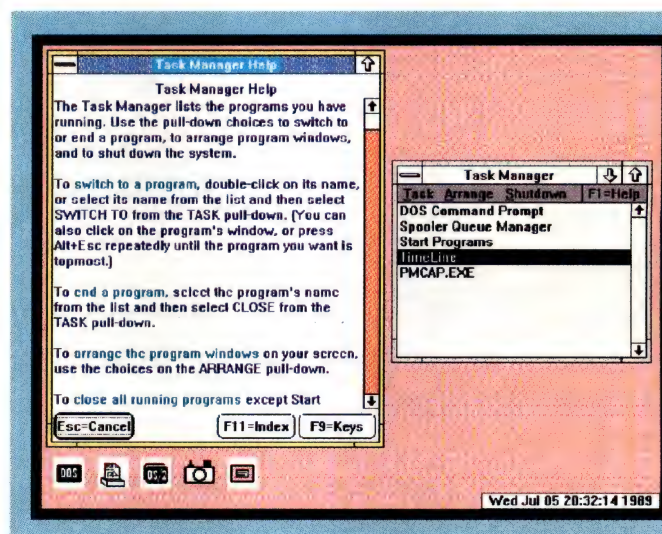 Task Manager Help
Task Manager Help
The Task Manager lists the programs you have
running. Use the pull-down choices to switch to
or end a program, to arrange program windows,
and to shut down the system.
To switch to a program, double-click on its name,
or select its name from the list and then select
SWITCH TO from the TASK pull-down. (You can
also click on the program's window, or press
Alt+Esc repeatedly until the program you want is
topmost.)
To end a program, select the program's name
from the list and then select CLOSE from the
TASK pull-down.
To arrange the program windows on your screen,
use the choices on the ARRANGE pull-down.
To close all running programs except Start
Esc=Cancel F11=Index F9=Keys
Task Manager
Task Arrange Shutdown F1=Help
DOS Command Prompt
Spooler Queue Manager
Start Programs
TimeLine
PMCAP.EXE
DOS OS/2
Wed Jul 05 20:32:14 1989